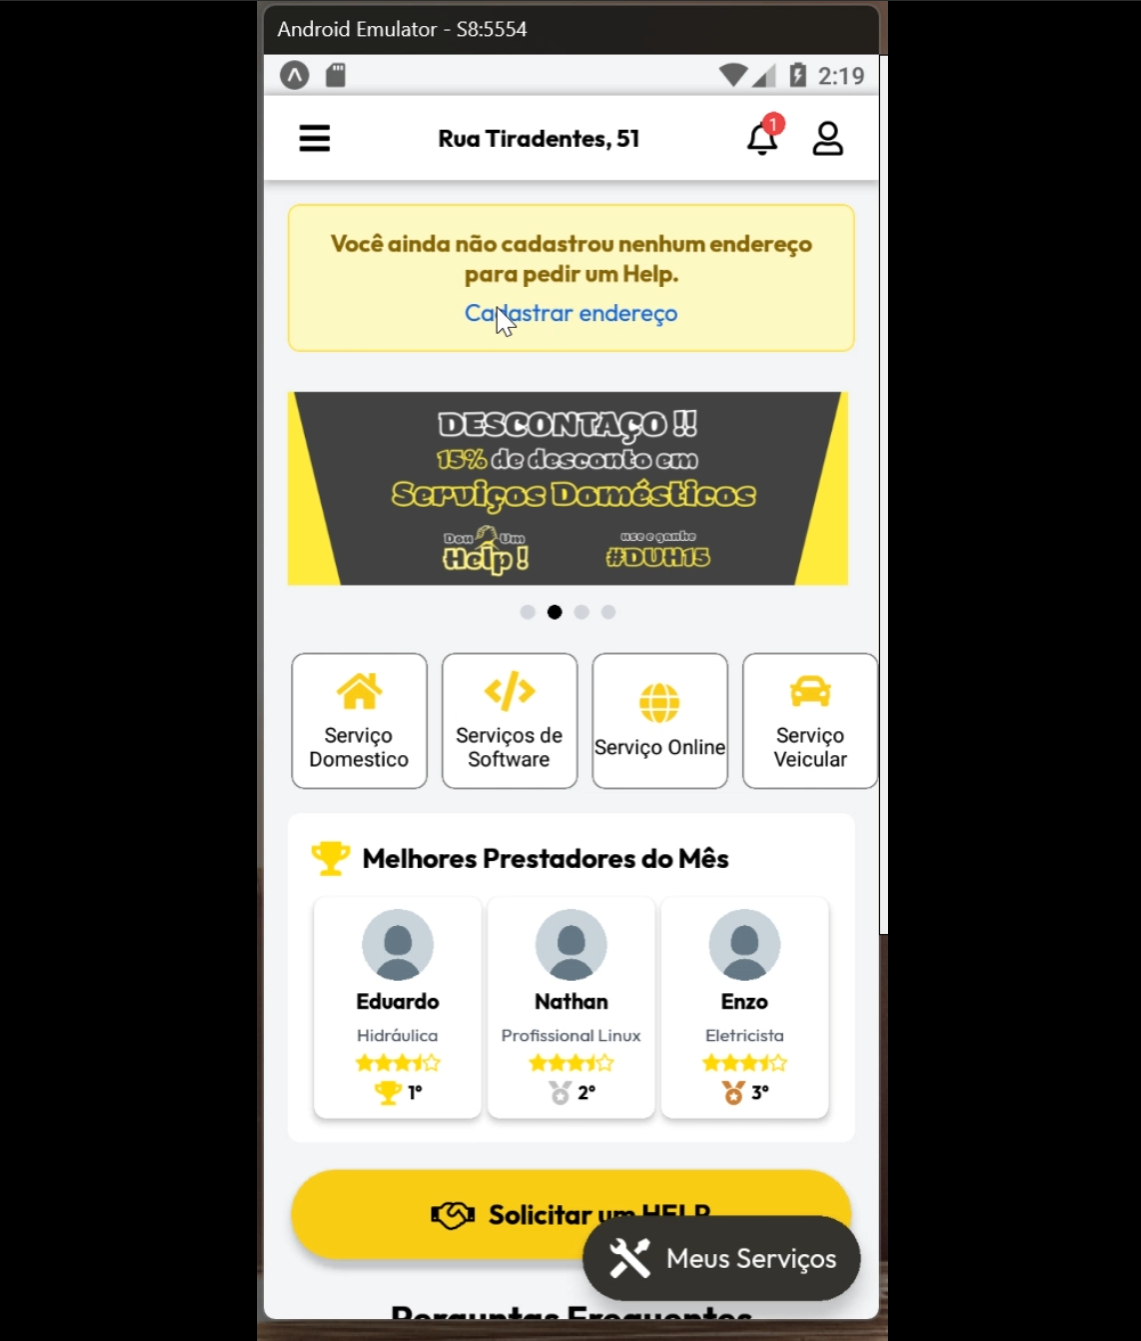 Android Emulator - S8:5554
2:19
Rua Tiradentes, 51
1
Você ainda não cadastrou nenhum endereço
para pedir um Help.
Cadastrar endereço
DESCONTAÇO !!
15% de desconto em
Serviços Domésticos
Dou Um
Help !
use e ganhe
#DUH15
Serviço
Domestico
Serviços de
Software
Serviço Online
Serviço
Veicular
Melhores Prestadores do Mês
Eduardo
Hidráulica
1º
Nathan
Profissional Linux
2º
Enzo
Eletricista
3º
Solicitar um HELP
Meus Serviços
Perguntas Frequentes